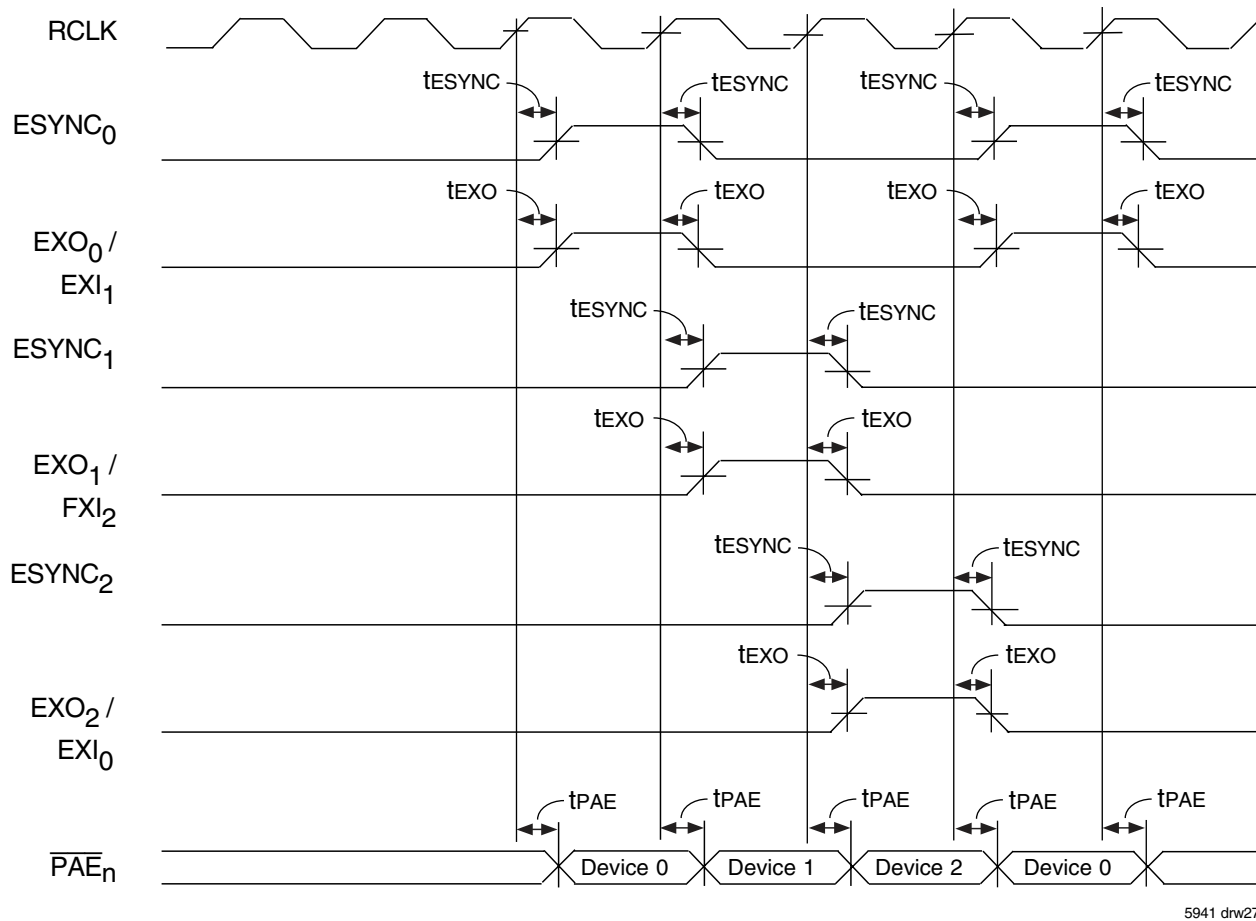 RCLK
tESYNC tESYNC tESYNC tESYNC
ESYNC0
tEXO tEXO tEXO tEXO
EXO0 /
EXI1
tESYNC tESYNC
ESYNC1
tEXO tEXO
EXO1 /
FXI2
tESYNC tESYNC
ESYNC2
tEXO tEXO
EXO2 /
EXI0
tPAE tPAE tPAE tPAE tPAE
PAEn Device 0 Device 1 Device 2 Device 0
5941 drw27